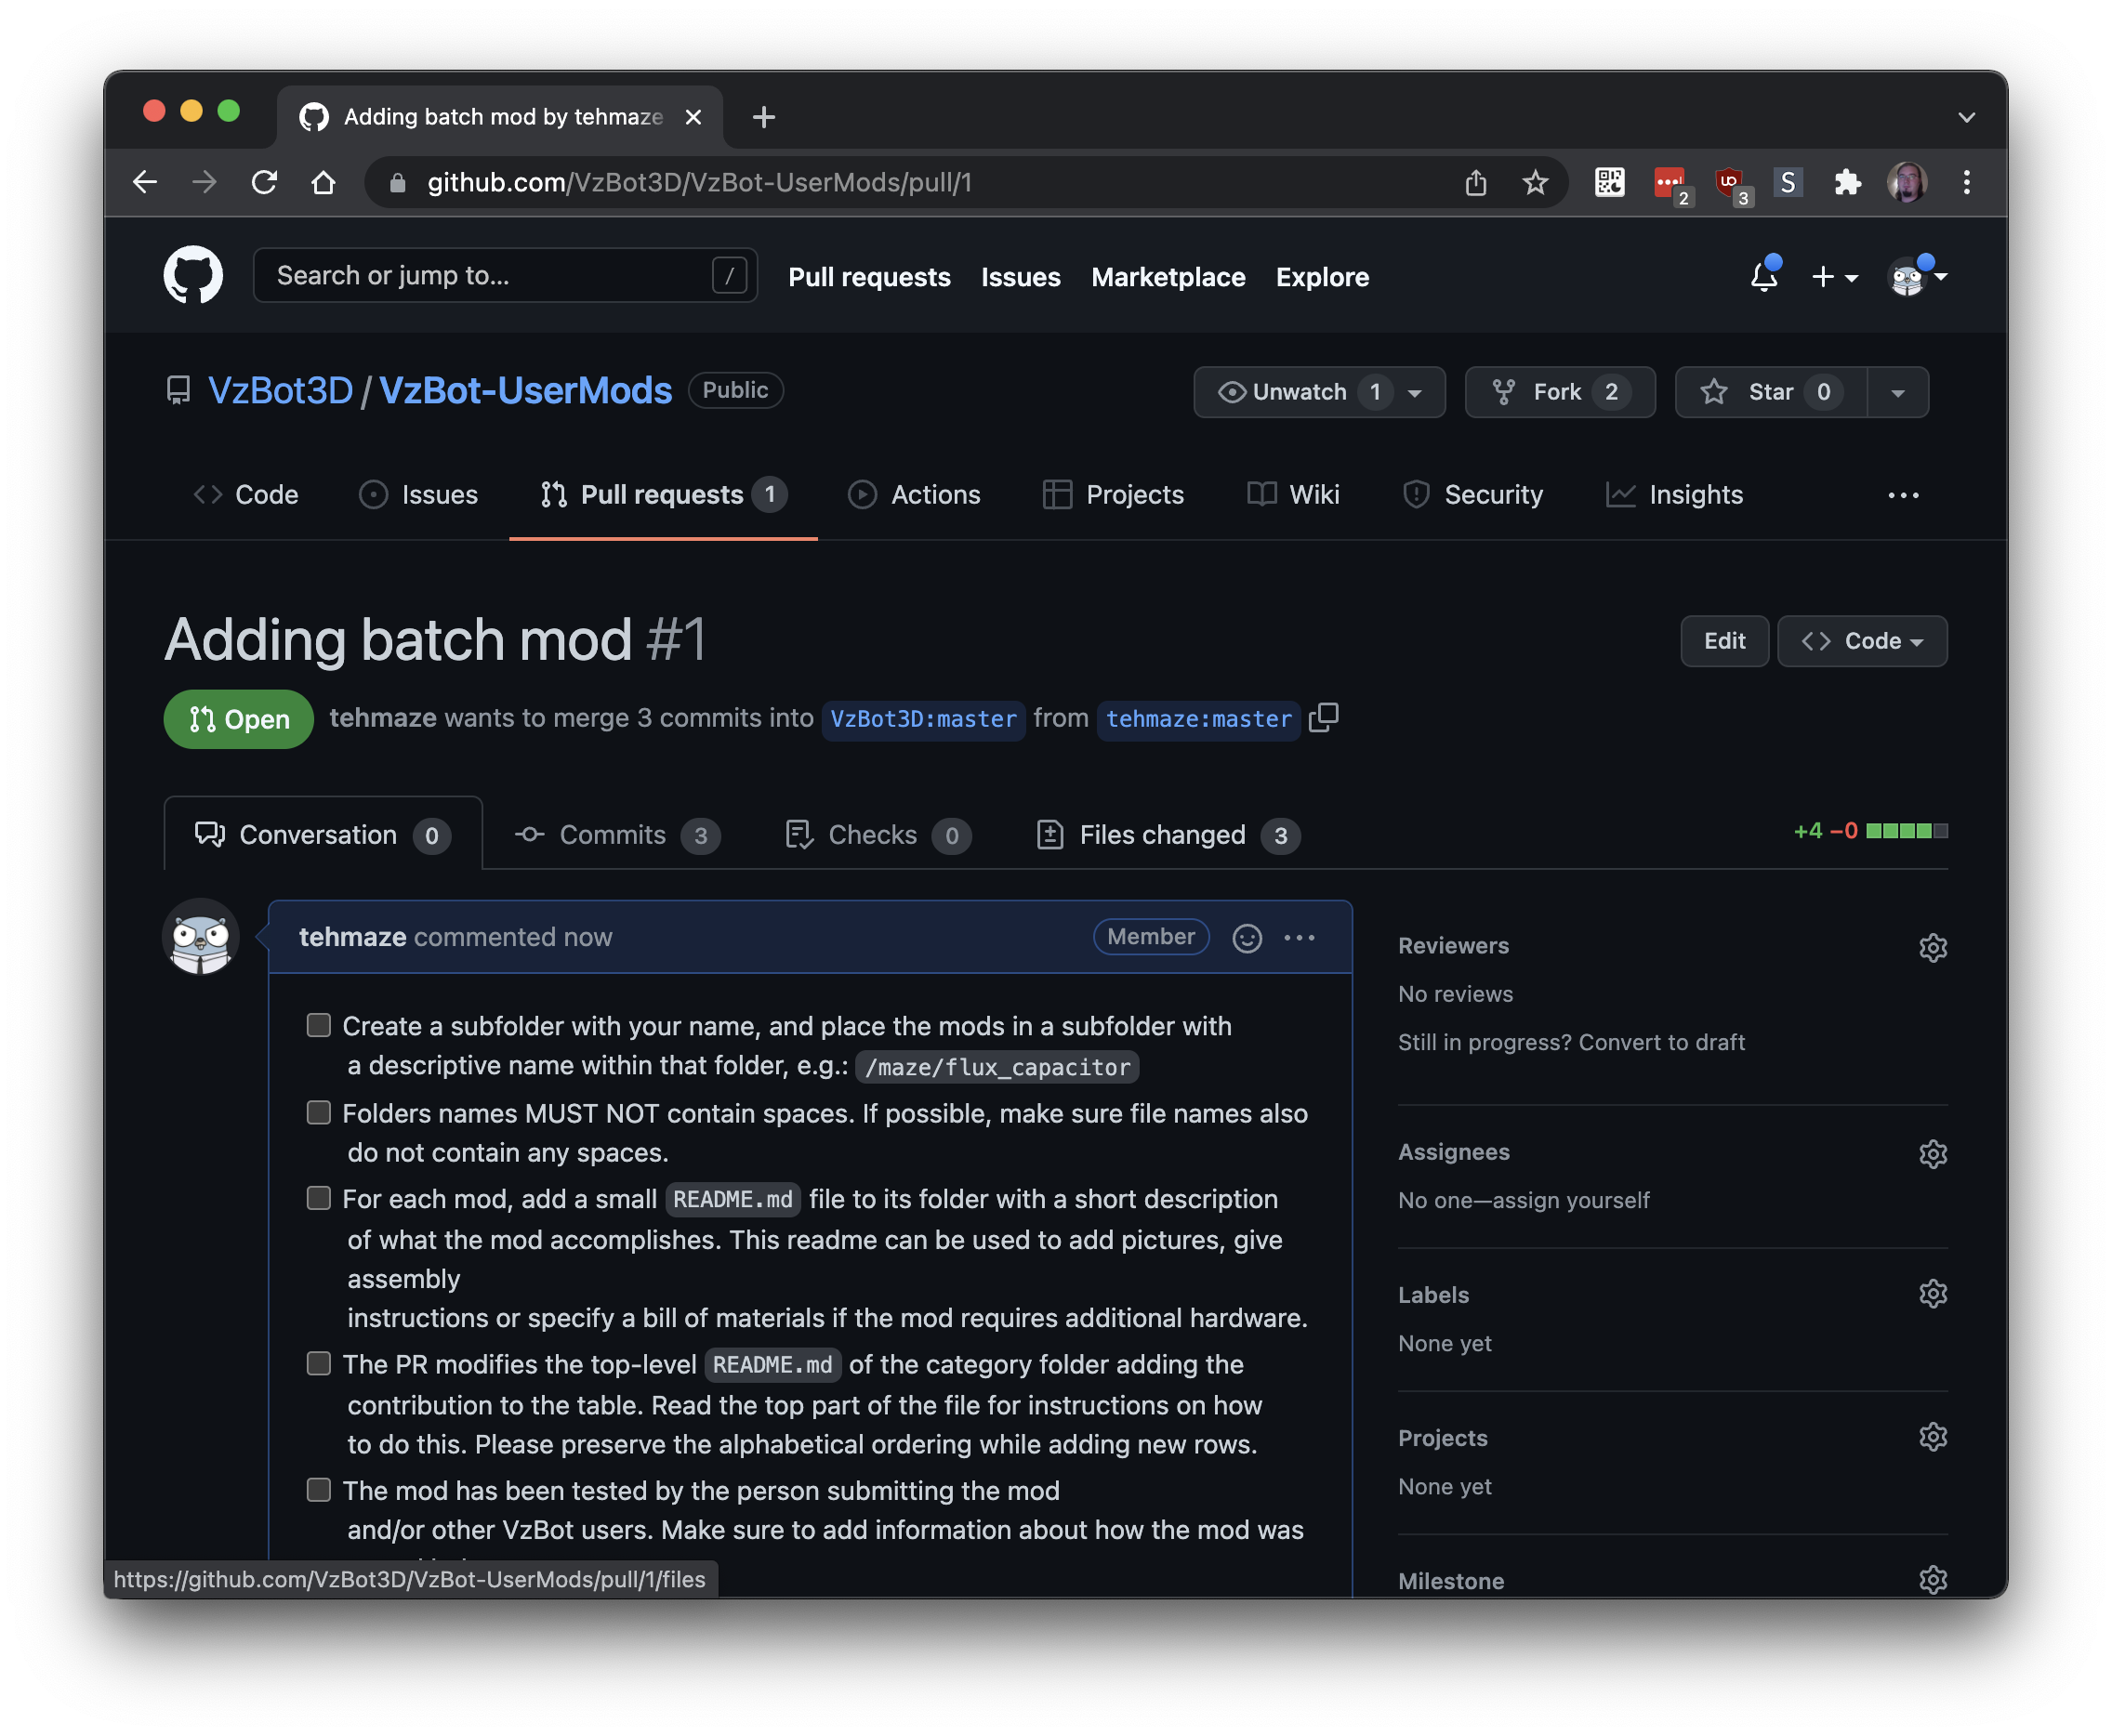 Adding batch mod by tehmaze
github.com/VzBot3D/VzBot-UserMods/pull/1
2
3
S
Search or jump to...
/
Pull requests
Issues
Marketplace
Explore
VzBot3D / VzBot-UserMods
Public
Unwatch 1
Fork 2
Star 0
Code
Issues
Pull requests 1
Actions
Projects
Wiki
Security
Insights
Adding batch mod #1
Edit
Code
Open
tehmaze wants to merge 3 commits into VzBot3D:master from tehmaze:master
Conversation 0
Commits 3
Checks 0
Files changed 3
+4 −0
tehmaze commented now
Member
Create a subfolder with your name, and place the mods in a subfolder with
a descriptive name within that folder, e.g.: /maze/flux_capacitor
Folders names MUST NOT contain spaces. If possible, make sure file names also
do not contain any spaces.
For each mod, add a small README.md file to its folder with a short description
of what the mod accomplishes. This readme can be used to add pictures, give
assembly
instructions or specify a bill of materials if the mod requires additional hardware.
The PR modifies the top-level README.md of the category folder adding the
contribution to the table. Read the top part of the file for instructions on how
to do this. Please preserve the alphabetical ordering while adding new rows.
The mod has been tested by the person submitting the mod
and/or other VzBot users. Make sure to add information about how the mod was
Reviewers
No reviews
Still in progress? Convert to draft
Assignees
No one—assign yourself
Labels
None yet
Projects
None yet
Milestone
https://github.com/VzBot3D/VzBot-UserMods/pull/1/files